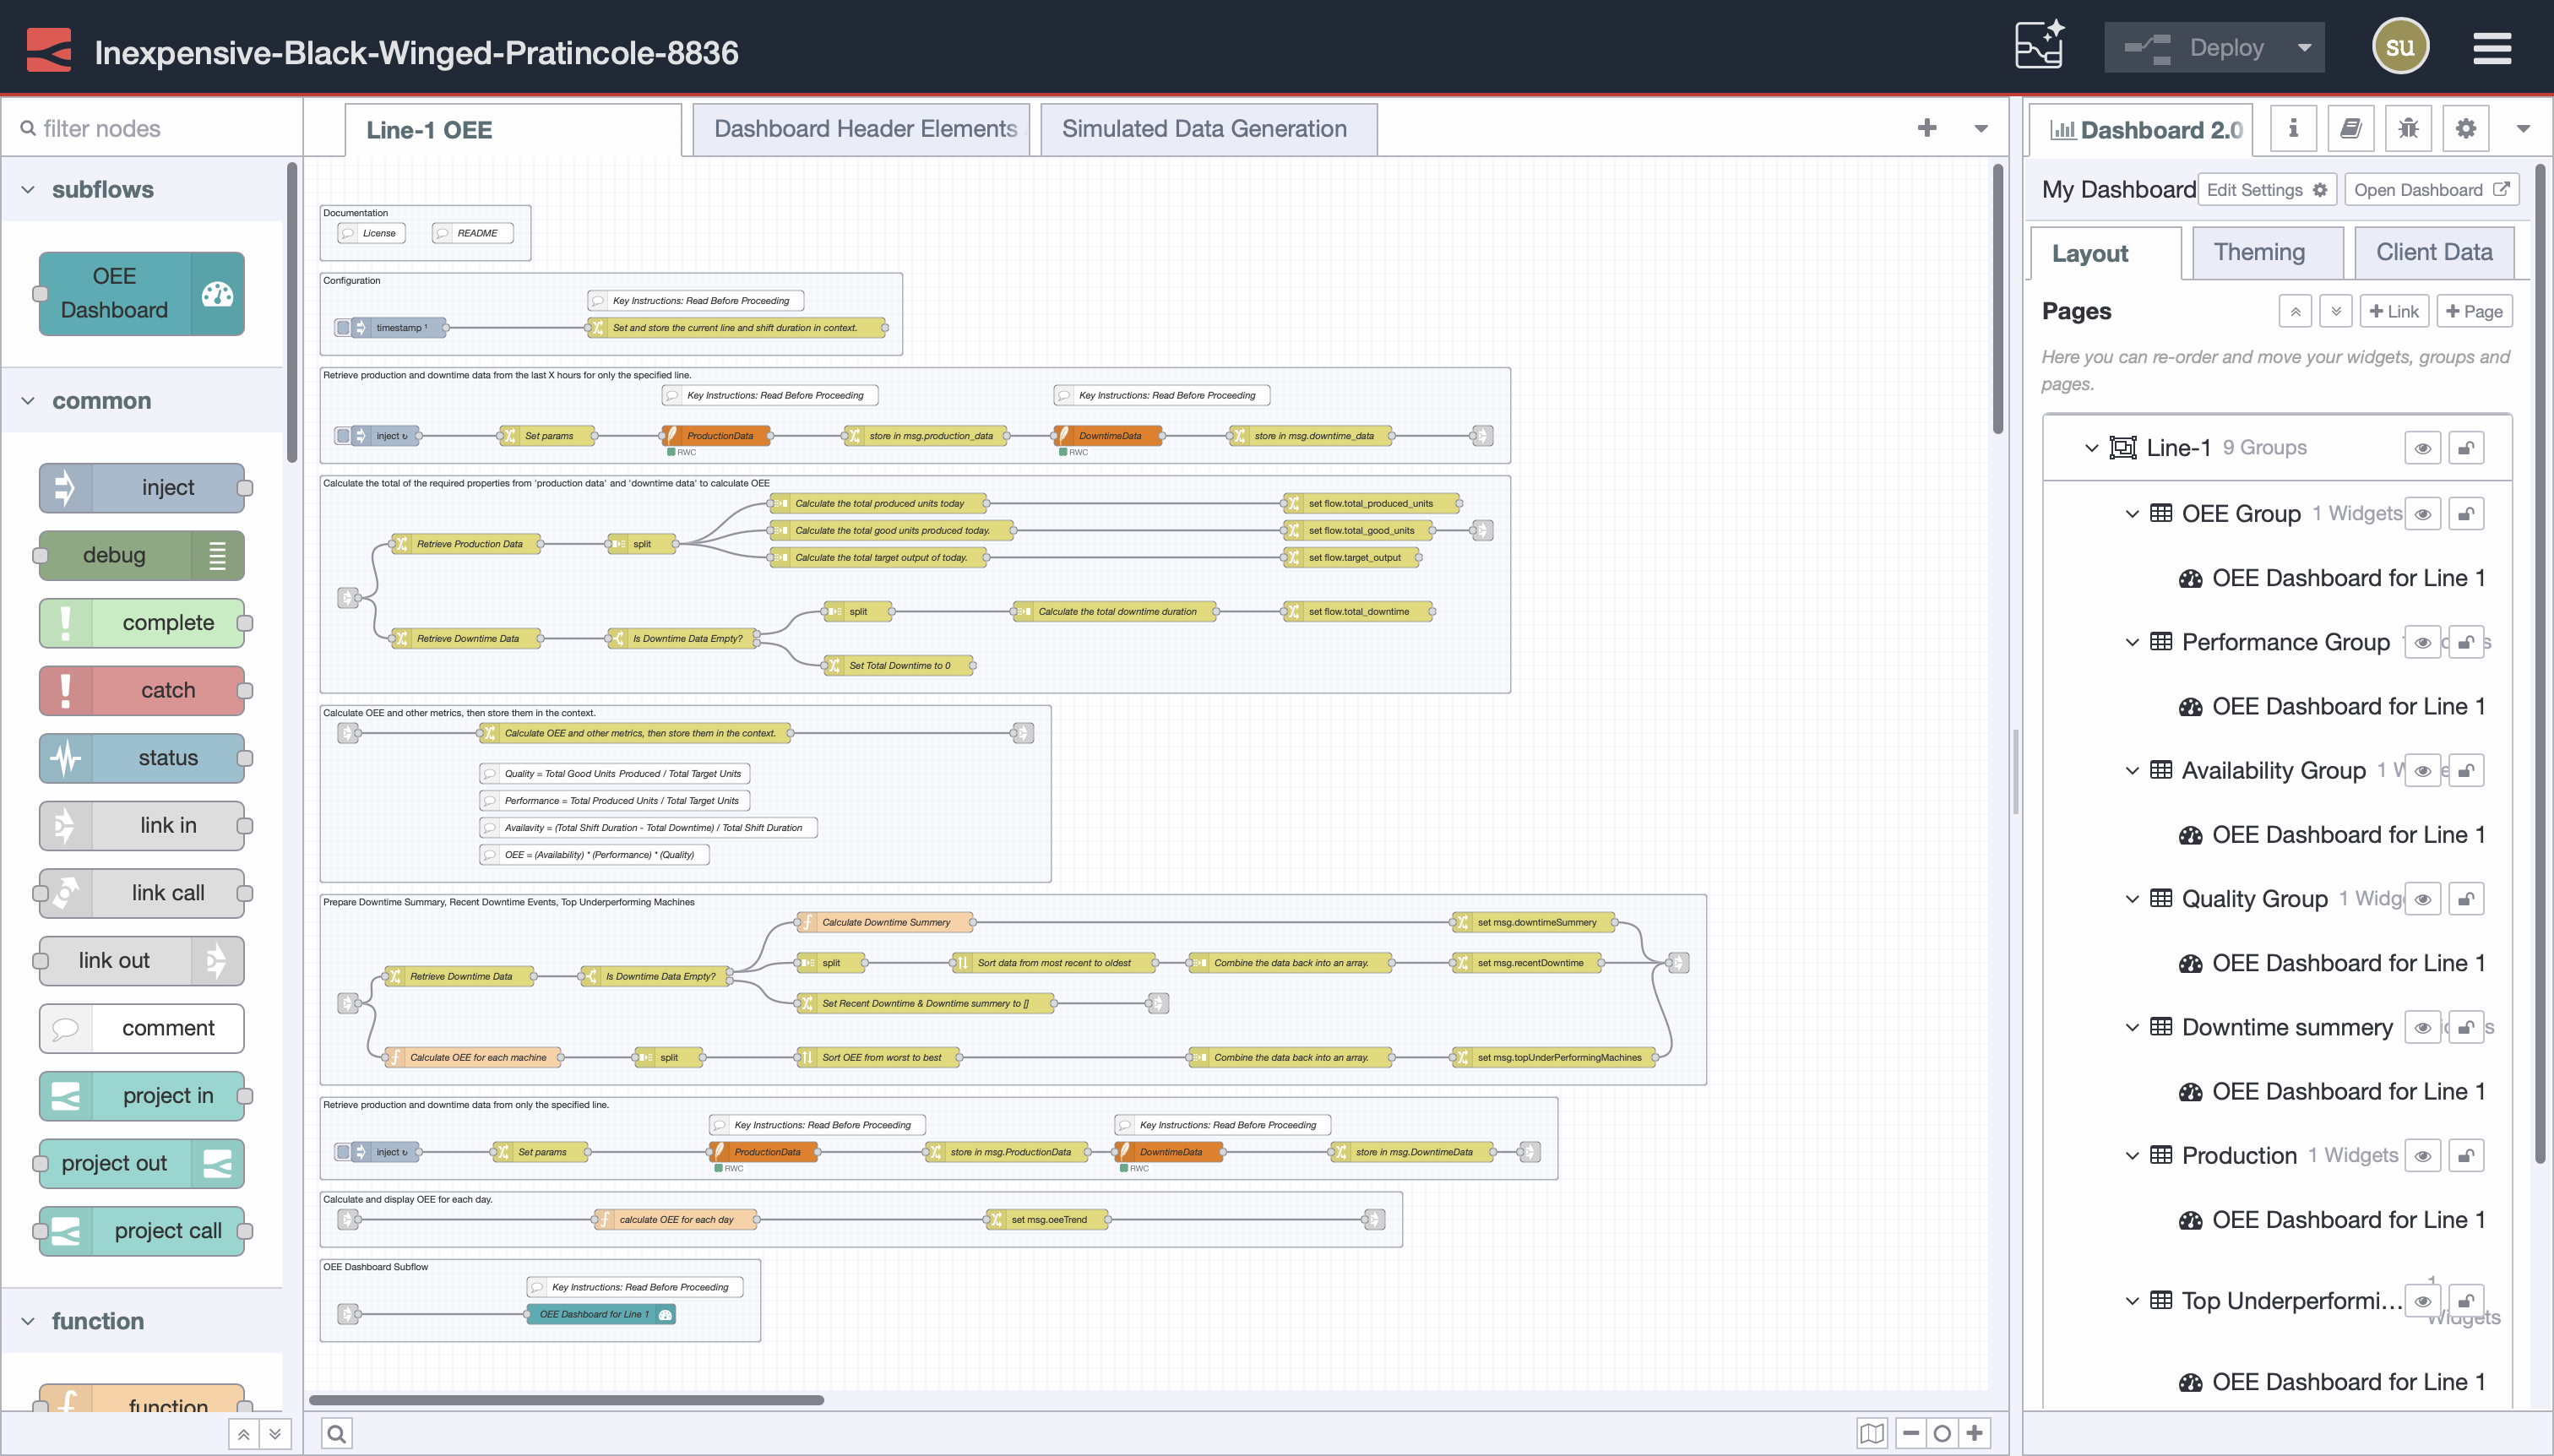 Inexpensive-Black-Winged-Pratincole-8836
Deploy
su
filter nodes
subflows
OEE
Dashboard
common
inject
debug
complete
catch
status
link in
link call
link out
comment
project in
project out
project call
function
function
Line-1 OEE
Dashboard Header Elements
Simulated Data Generation
Documentation
License
README
Configuration
Key Instructions: Read Before Proceeding
timestamp ¹
Set and store the current line and shift duration in context.
Retrieve production and downtime data from the last X hours for only the specified line.
Key Instructions: Read Before Proceeding
Key Instructions: Read Before Proceeding
inject ↻
Set params
ProductionData
store in msg.production_data
DowntimeData
store in msg.downtime_data
RWC
RWC
Calculate the total of the required properties from 'production data' and 'downtime data' to calculate OEE
Calculate the total produced units today
set flow.total_produced_units
Calculate the total good units produced today.
set flow.total_good_units
Retrieve Production Data
split
Calculate the total target output of today.
set flow.target_output
split
Calculate the total downtime duration
set flow.total_downtime
Retrieve Downtime Data
Is Downtime Data Empty?
Set Total Downtime to 0
Calculate OEE and other metrics, then store them in the context.
Calculate OEE and other metrics, then store them in the context.
Quality = Total Good Units Produced / Total Target Units
Performance = Total Produced Units / Total Target Units
Availavity = (Total Shift Duration - Total Downtime) / Total Shift Duration
OEE = (Availability) * (Performance) * (Quality)
Prepare Downtime Summary, Recent Downtime Events, Top Underperforming Machines
Calculate Downtime Summery
set msg.downtimeSummery
split
Sort data from most recent to oldest
Combine the data back into an array.
set msg.recentDowntime
Retrieve Downtime Data
Is Downtime Data Empty?
Set Recent Downtime & Downtime summery to []
Calculate OEE for each machine
split
Sort OEE from worst to best
Combine the data back into an array.
set msg.topUnderPerformingMachines
Retrieve production and downtime data from only the specified line.
Key Instructions: Read Before Proceeding
Key Instructions: Read Before Proceeding
inject ↻
Set params
ProductionData
store in msg.ProductionData
DowntimeData
store in msg.DowntimeData
RWC
RWC
Calculate and display OEE for each day.
calculate OEE for each day
set msg.oeeTrend
OEE Dashboard Subflow
Key Instructions: Read Before Proceeding
OEE Dashboard for Line 1
Dashboard 2.0
My Dashboard
Edit Settings
Open Dashboard
Layout
Theming
Client Data
Pages
Link
Page
Here you can re-order and move your widgets, groups and
pages.
Line-1 9 Groups
OEE Group 1 Widgets
OEE Dashboard for Line 1
Performance Group
OEE Dashboard for Line 1
Availability Group 1
OEE Dashboard for Line 1
Quality Group 1 Widg
OEE Dashboard for Line 1
Downtime summery
OEE Dashboard for Line 1
Production 1 Widgets
OEE Dashboard for Line 1
Top Underperformi... 1
Widgets
OEE Dashboard for Line 1